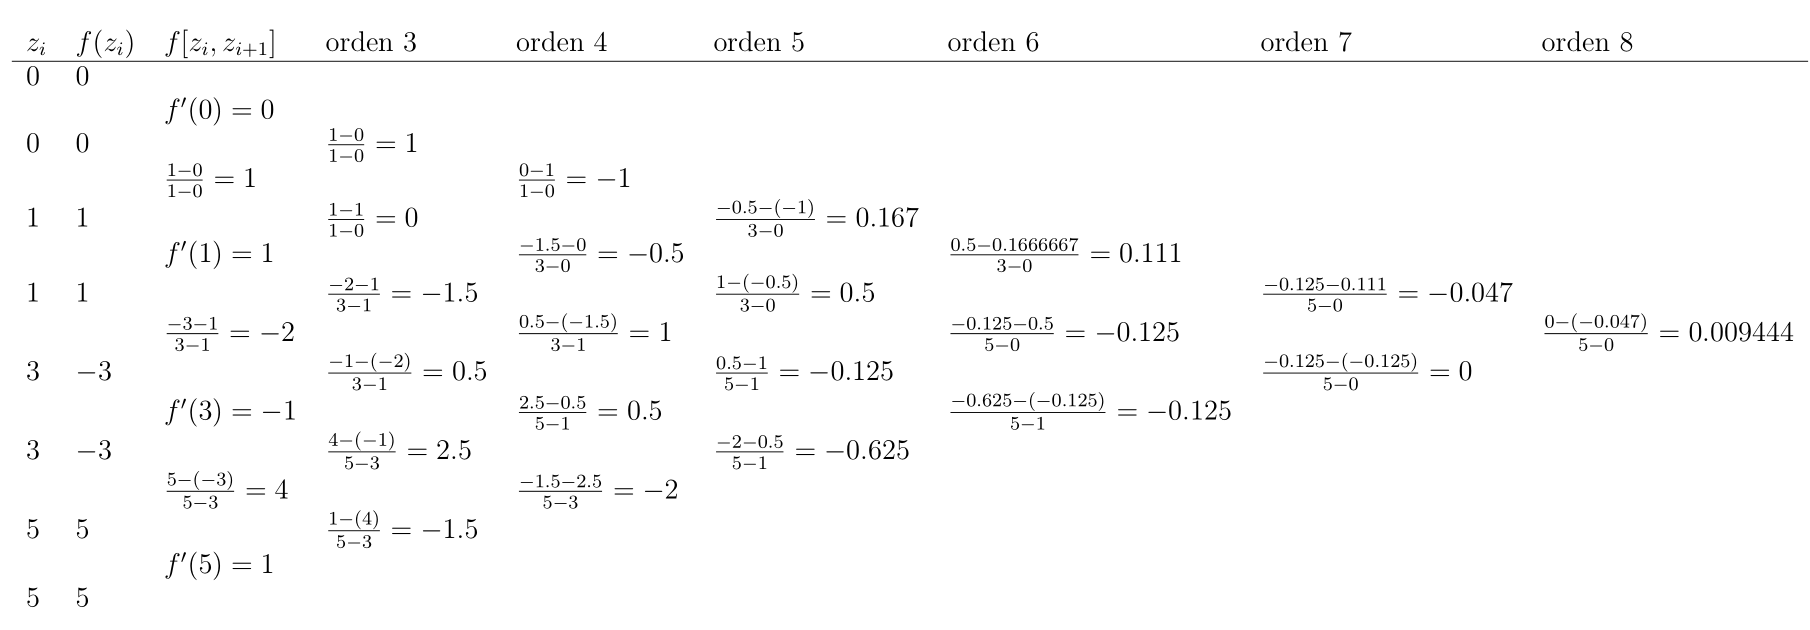 z_i f(z_i) f[z_i, z_{i+1}] orden 3 orden 4 orden 5 orden 6 orden 7 orden 8
0 0
f′(0) = 0
0 0 \frac{1−0}{1−0} = 1
\frac{1−0}{1−0} = 1 \frac{0−1}{1−0} = −1
1 1 \frac{1−1}{1−0} = 0 \frac{−0.5−(−1)}{3−0} = 0.167
f′(1) = 1 \frac{−1.5−0}{3−0} = −0.5 \frac{0.5−0.1666667}{3−0} = 0.111
1 1 \frac{−2−1}{3−1} = −1.5 \frac{1−(−0.5)}{3−0} = 0.5 \frac{−0.125−0.111}{5−0} = −0.047
\frac{−3−1}{3−1} = −2 \frac{0.5−(−1.5)}{3−1} = 1 \frac{−0.125−0.5}{5−0} = −0.125 \frac{0−(−0.047)}{5−0} = 0.009444
3 −3 \frac{−1−(−2)}{3−1} = 0.5 \frac{0.5−1}{5−1} = −0.125 \frac{−0.125−(−0.125)}{5−0} = 0
f′(3) = −1 \frac{2.5−0.5}{5−1} = 0.5 \frac{−0.625−(−0.125)}{5−1} = −0.125
3 −3 \frac{4−(−1)}{5−3} = 2.5 \frac{−2−0.5}{5−1} = −0.625
\frac{5−(−3)}{5−3} = 4 \frac{−1.5−2.5}{5−3} = −2
5 5 \frac{1−(4)}{5−3} = −1.5
f′(5) = 1
5 5